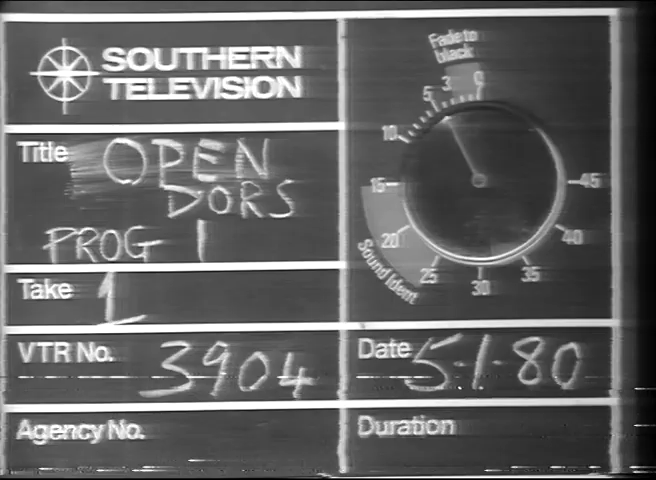 SOUTHERN
TELEVISION
Title OPEN
DORS
PROG 1
Take 1
VTR No. 3904
Agency No.
Fade to
black
0
3
5
10
15
20
25
30
35
40
45
Sound Ident
Date 5-1-80
Duration